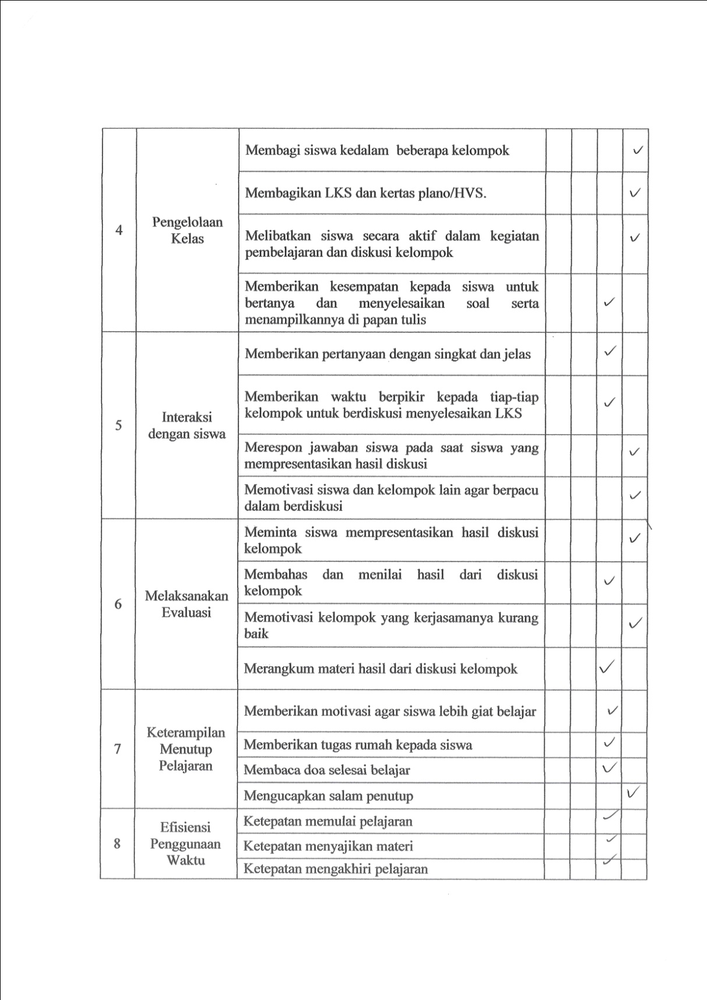 4
Pengelolaan
Kelas
Membagi siswa kedalam beberapa kelompok
✓
Membagikan LKS dan kertas plano/HVS.
✓
Melibatkan siswa secara aktif dalam kegiatan
pembelajaran dan diskusi kelompok
✓
Memberikan kesempatan kepada siswa untuk
bertanya dan menyelesaikan soal serta
menampilkannya di papan tulis
✓
5
Interaksi
dengan siswa
Memberikan pertanyaan dengan singkat dan jelas
✓
Memberikan waktu berpikir kepada tiap-tiap
kelompok untuk berdiskusi menyelesaikan LKS
✓
Merespon jawaban siswa pada saat siswa yang
mempresentasikan hasil diskusi
✓
Memotivasi siswa dan kelompok lain agar berpacu
dalam berdiskusi
✓
6
Melaksanakan
Evaluasi
Meminta siswa mempresentasikan hasil diskusi
kelompok
✓
Membahas dan menilai hasil dari diskusi
kelompok
✓
Memotivasi kelompok yang kerjasamanya kurang
baik
✓
Merangkum materi hasil dari diskusi kelompok
✓
7
Keterampilan
Menutup
Pelajaran
Memberikan motivasi agar siswa lebih giat belajar
✓
Memberikan tugas rumah kepada siswa
✓
Membaca doa selesai belajar
✓
Mengucapkan salam penutup
✓
8
Efisiensi
Penggunaan
Waktu
Ketepatan memulai pelajaran
✓
Ketepatan menyajikan materi
✓
Ketepatan mengakhiri pelajaran
✓